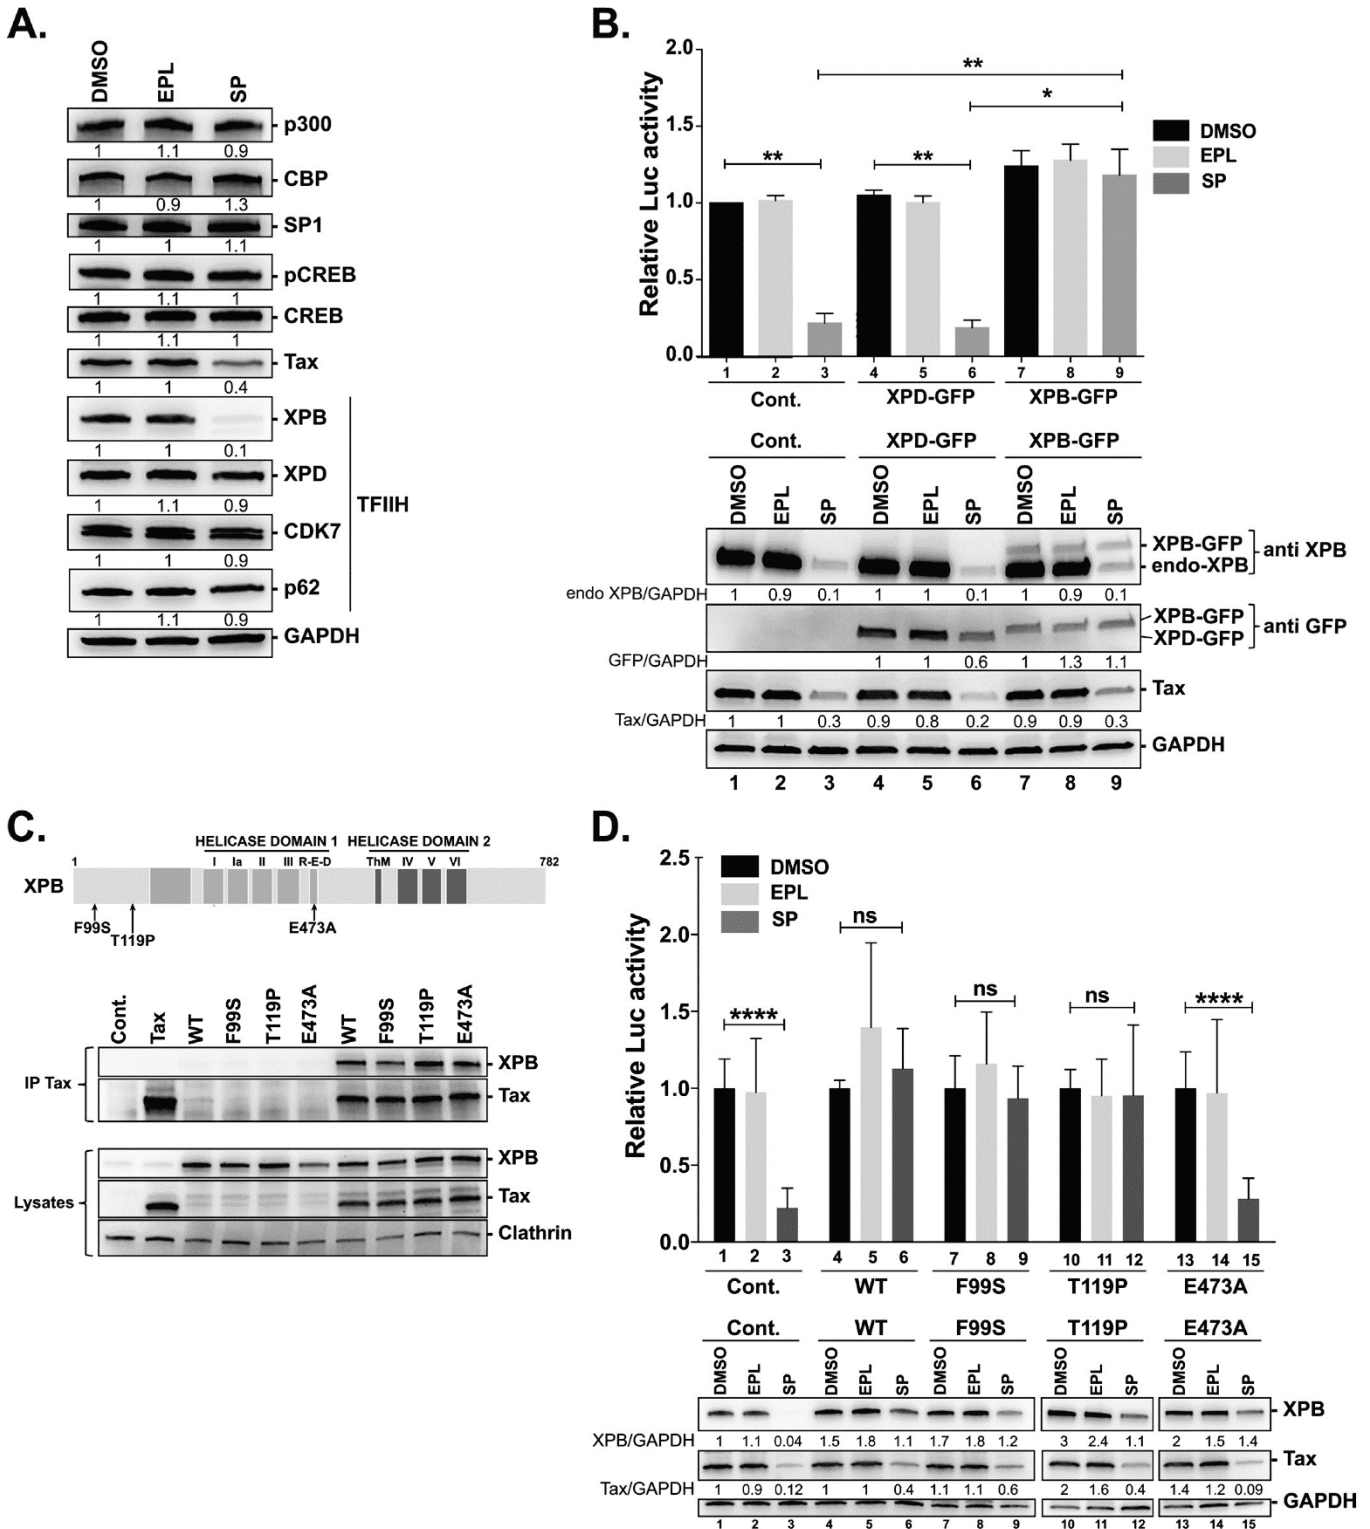 A.
DMSO EPL SP
p300
1 1.1 0.9
CBP
1 0.9 1.3
SP1
1 1 1.1
pCREB
1 1.1 1
CREB
1 1.1 1
Tax
1 1 0.4
XPB
1 1 0.1
XPD
1 1.1 0.9
TFIIH
CDK7
1 1 0.9
p62
1 1.1 0.9
GAPDH
B.
Relative Luc activity
2.0
1.5
1.0
0.5
0.0
**
*
** **
DMSO
EPL
SP
1 2 3 4 5 6 7 8 9
Cont. XPD-GFP XPB-GFP
Cont. XPD-GFP XPB-GFP
DMSO EPL SP DMSO EPL SP DMSO EPL SP
XPB-GFP
endo-XPB
anti XPB
endo XPB/GAPDH 1 0.9 0.1 1 1 0.1 1 0.9 0.1
XPB-GFP
XPD-GFP
anti GFP
GFP/GAPDH 1 1 0.6 1 1.3 1.1
Tax
Tax/GAPDH 1 1 0.3 0.9 0.8 0.2 0.9 0.9 0.3
GAPDH
1 2 3 4 5 6 7 8 9
C.
HELICASE DOMAIN 1 HELICASE DOMAIN 2
1 I Ia II III R-E-D ThM IV V VI 782
XPB
F99S
T119P
E473A
Cont. Tax WT F99S T119P E473A WT F99S T119P E473A
IP Tax
XPB
Tax
Lysates
XPB
Tax
Clathrin
D.
Relative Luc activity
2.5
2.0
1.5
1.0
0.5
0.0
DMSO
EPL
SP
**** ns ns ns ****
1 2 3 4 5 6 7 8 9 10 11 12 13 14 15
Cont. WT F99S T119P E473A
Cont. WT F99S T119P E473A
DMSO EPL SP DMSO EPL SP DMSO EPL SP DMSO EPL SP DMSO EPL SP
XPB
XPB/GAPDH 1 1.1 0.04 1.5 1.8 1.1 1.7 1.8 1.2 3 2.4 1.1 2 1.5 1.4
Tax
Tax/GAPDH 1 0.9 0.12 1 1 0.4 1.1 1.1 0.6 2 1.6 0.4 1.4 1.2 0.09
GAPDH
1 2 3 4 5 6 7 8 9 10 11 12 13 14 15